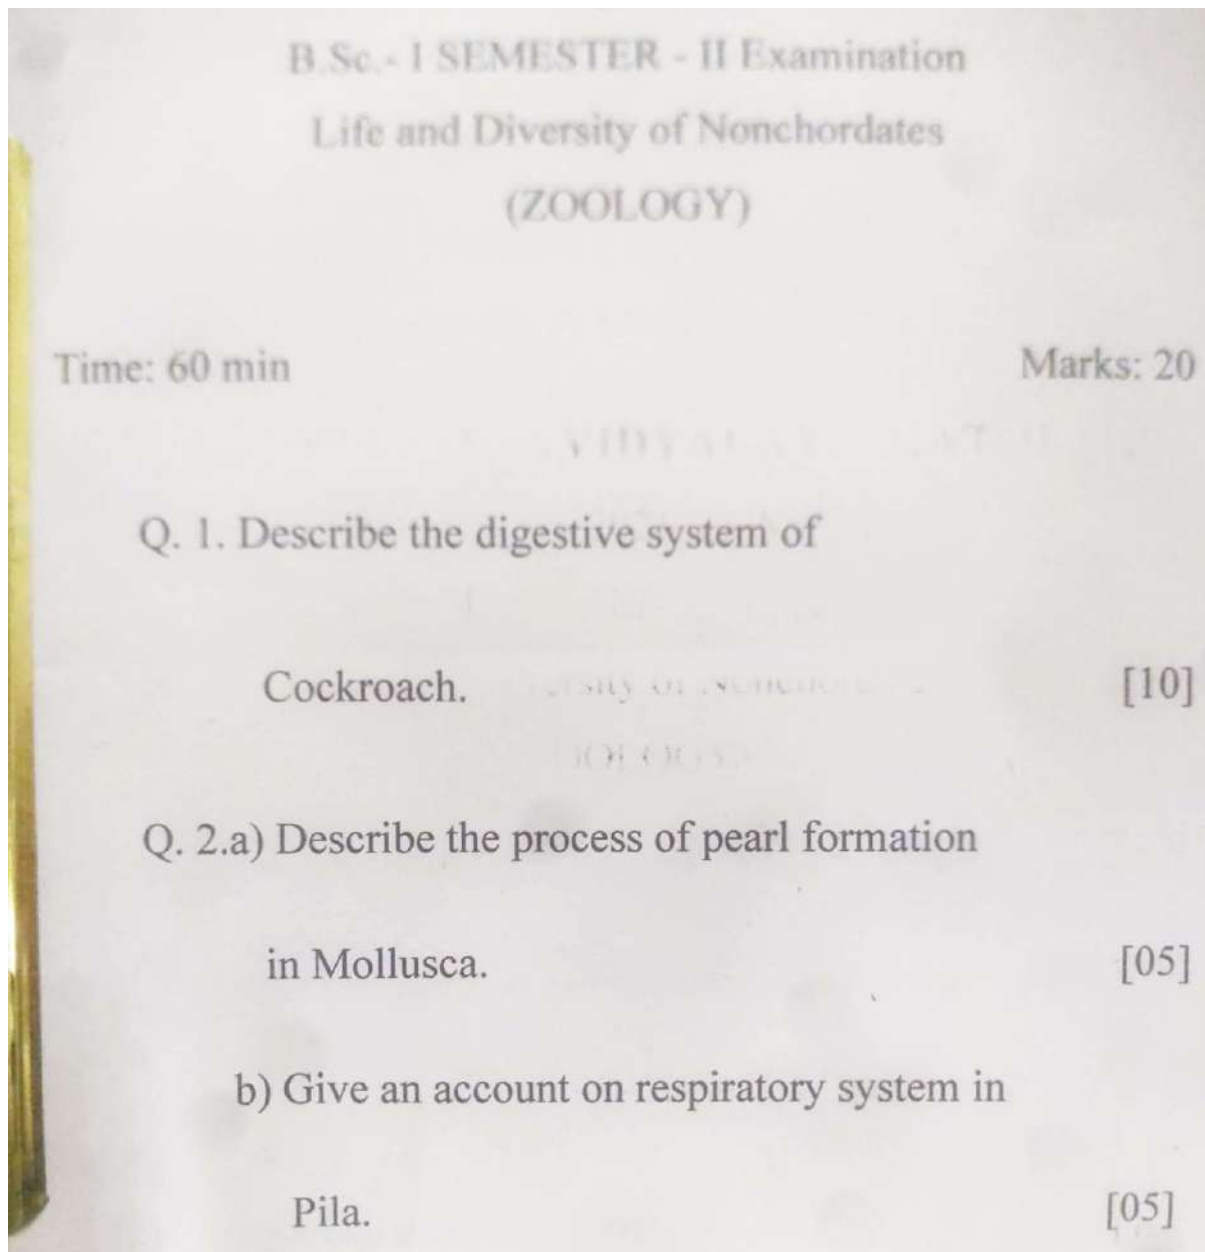 B.Sc.- I SEMESTER - II Examination
Life and Diversity of Nonchordates
(ZOOLOGY)
Time: 60 min Marks: 20
Q. 1. Describe the digestive system of
Cockroach. [10]
Q. 2.a) Describe the process of pearl formation
in Mollusca. [05]
b) Give an account on respiratory system in
Pila. [05]